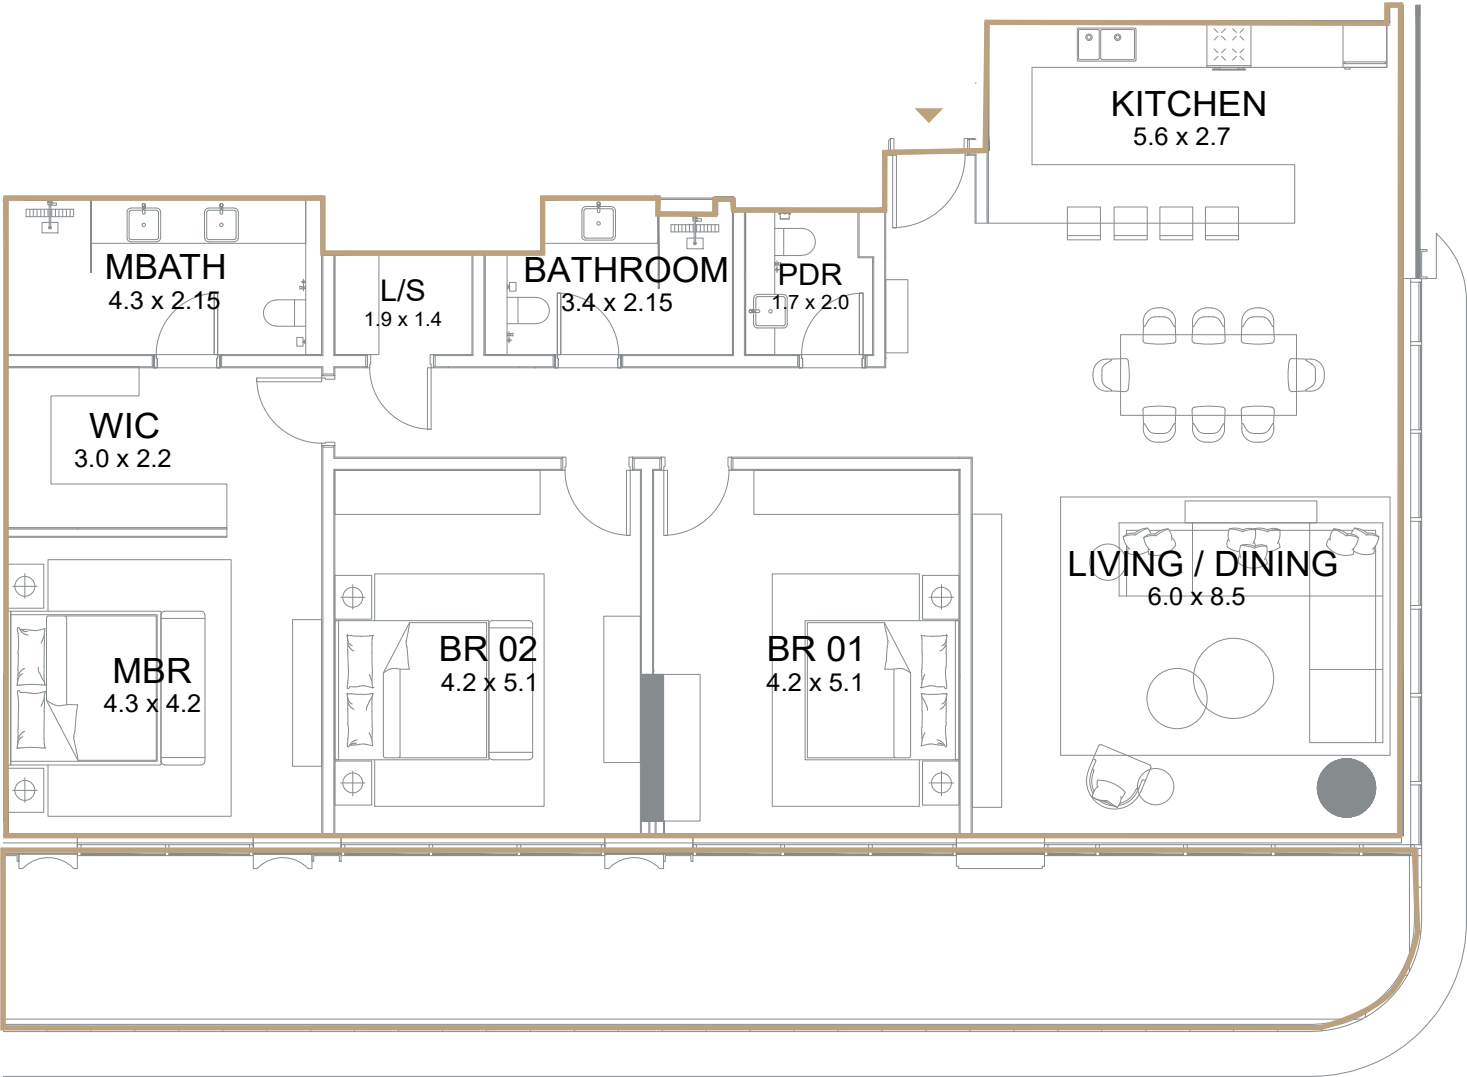 KITCHEN
5.6 x 2.7
MBATH
4.3 x 2.15
L/S
1.9 x 1.4
BATHROOM
3.4 x 2.15
PDR
1.7 x 2.0
WIC
3.0 x 2.2
LIVING / DINING
6.0 x 8.5
MBR
4.3 x 4.2
BR 02
4.2 x 5.1
BR 01
4.2 x 5.1